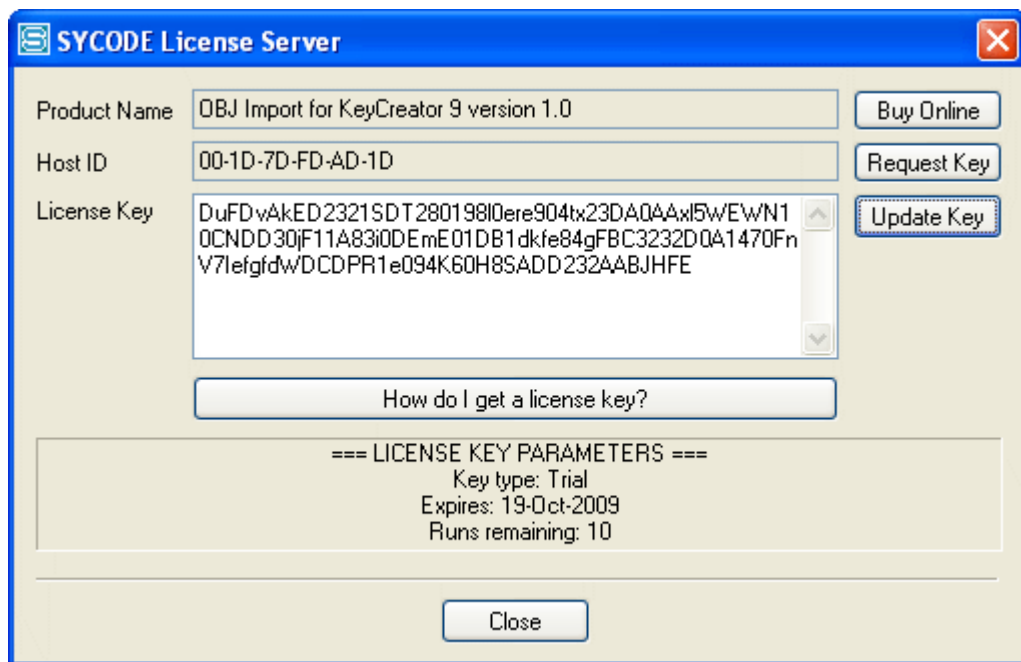 SYCODE License Server
Product Name
OBJ Import for KeyCreator 9 version 1.0
Buy Online
Host ID
00-1D-7D-FD-AD-1D
Request Key
License Key
DuFDvAkED2321SDT280198l0ere904tx23DA0AAxl5WEWN1
0CNDD30jF11A83i0DEmE01DB1dkfe84gFBC3232D0A1470Fn
V7lefgfdWDCDPR1e094K60H8SADD232AABJHFE
Update Key
How do I get a license key?
=== LICENSE KEY PARAMETERS ===
Key type: Trial
Expires: 19-Oct-2009
Runs remaining: 10
Close